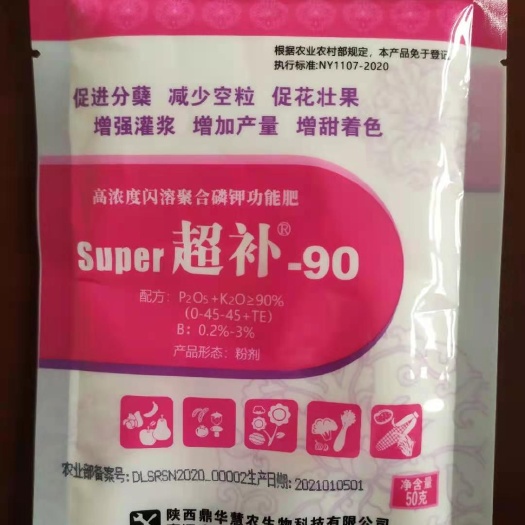 根据农业农村部规定，本产品免于登记
执行标准:NY1107-2020
促进分蘖 减少空粒 促花壮果
增强灌浆 增加产量 增甜着色
高浓度闪溶聚合磷钾功能肥
Super 超补®-90
配方：P₂O₅+K₂O≥90%
(0-45-45+TE)
B：0.2%-3%
产品形态：粉剂
农业部备案号:DLSRSN2020_00002生产日期:2021010501
净含量
50克
陕西鼎华慧农生物科技有限公司